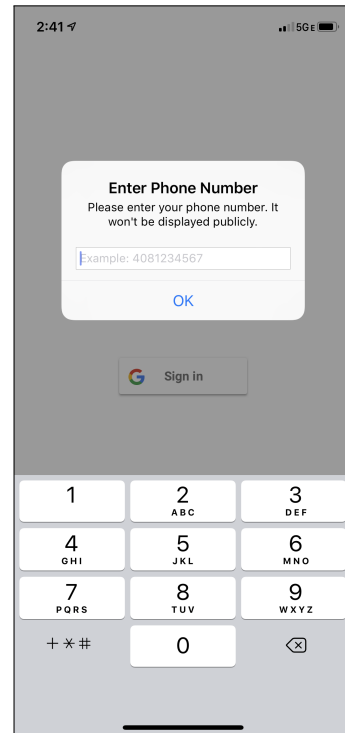 2:41
5GE
Enter Phone Number
Please enter your phone number. It
won't be displayed publicly.
Example: 4081234567
OK
G Sign in
1 2 3
ABC DEF
4 5 6
GHI JKL MNO
7 8 9
PQRS TUV WXYZ
+*# 0